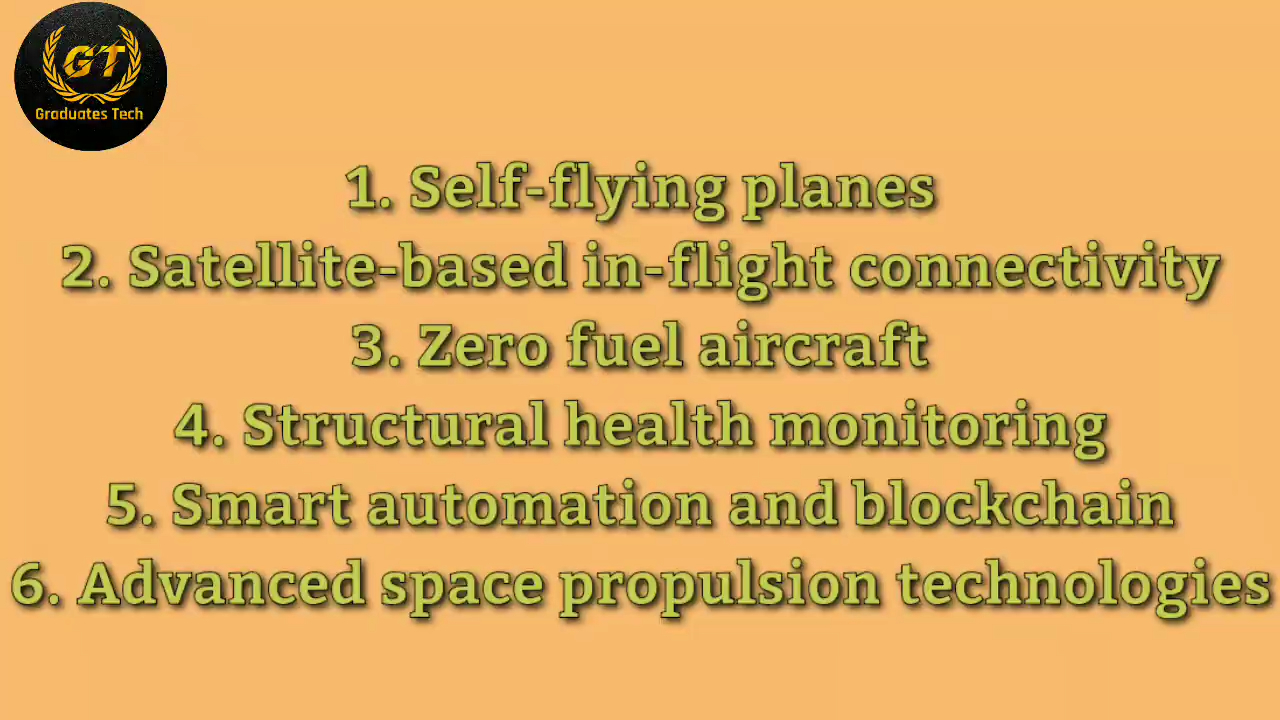 GT
Graduates Tech
1. Self-flying planes
2. Satellite-based in-flight connectivity
3. Zero fuel aircraft
4. Structural health monitoring
5. Smart automation and blockchain
6. Advanced space propulsion technologies